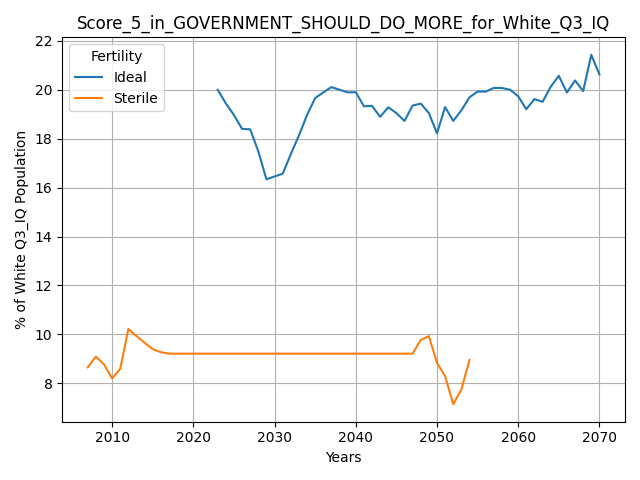 Score_5_in_GOVERNMENT_SHOULD_DO_MORE_for_White_Q3_IQ
Fertility
Ideal
Sterile
% of White Q3_IQ Population
22
20
18
16
14
12
10
8
2010 2020 2030 2040 2050 2060 2070
Years